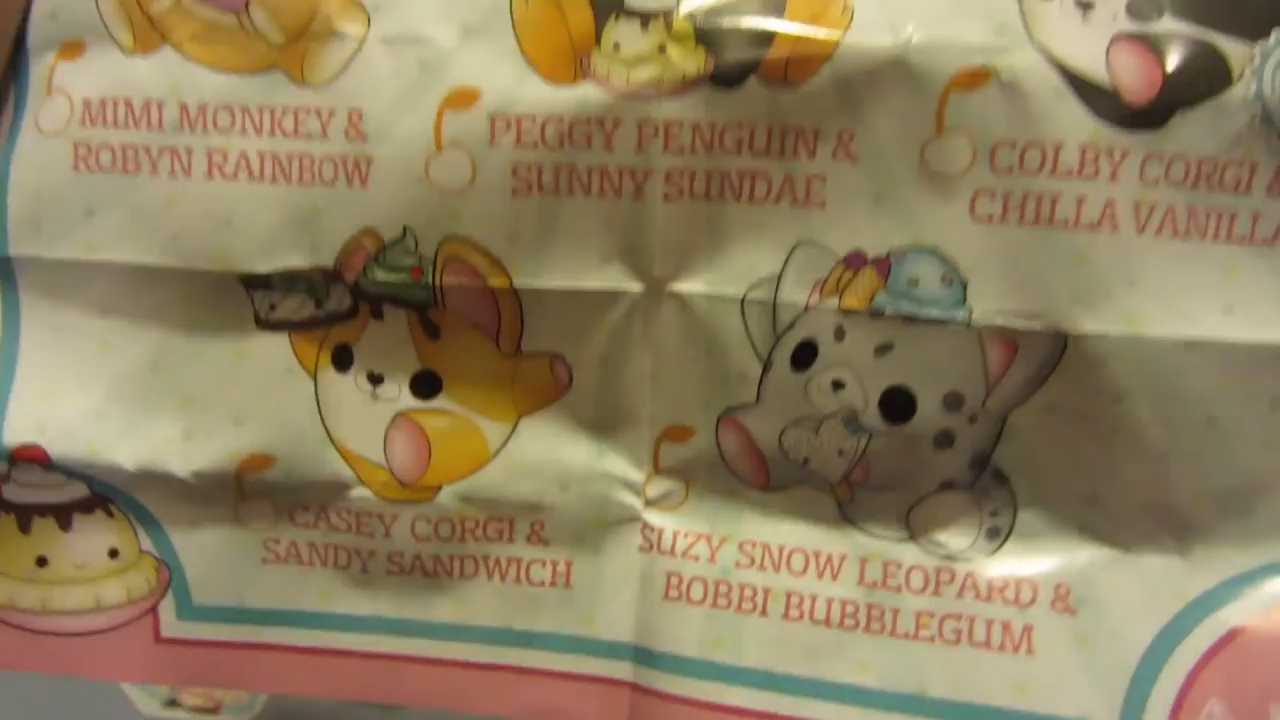 MIMI MONKEY &
ROBYN RAINBOW
PEGGY PENGUIN &
SUNNY SUNDAE
COLBY CORGI &
CHILLA VANILLA
CASEY CORGI &
SANDY SANDWICH
SUZY SNOW LEOPARD &
BOBBI BUBBLEGUM